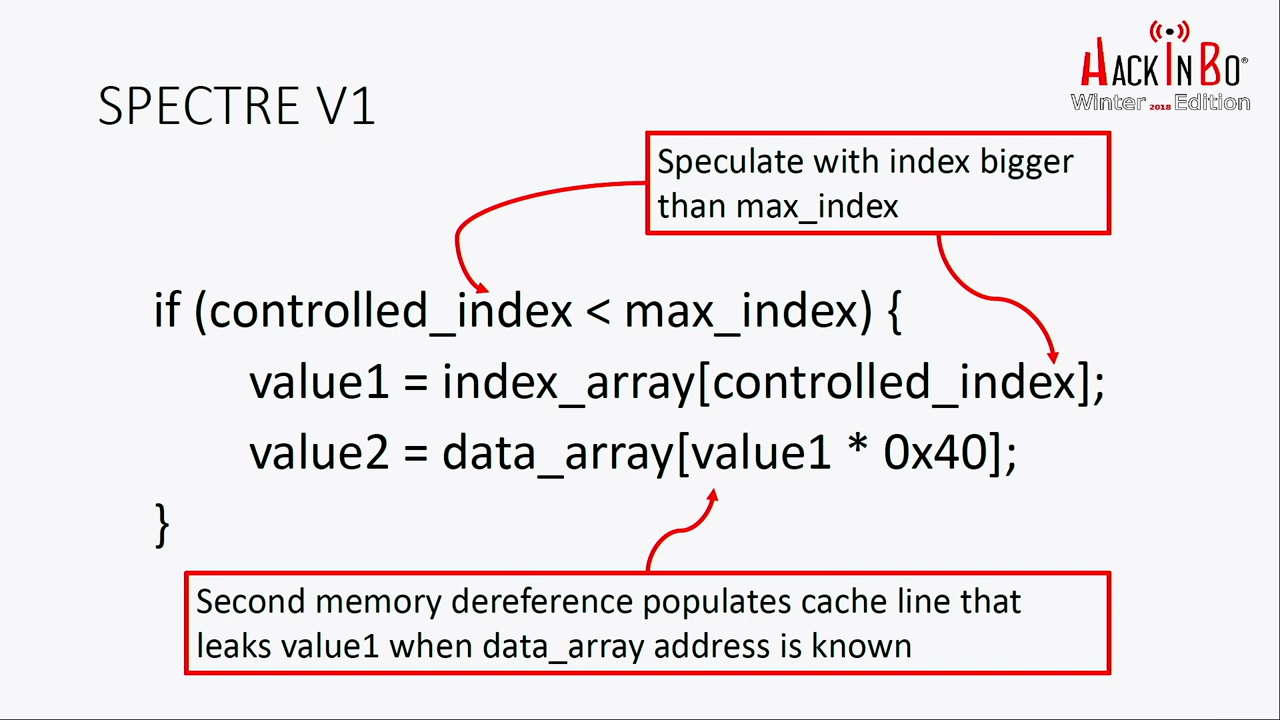 HACKINBO®
Winter 2018 Edition
SPECTRE V1
Speculate with index bigger
than max_index
if (controlled_index < max_index) {
value1 = index_array[controlled_index];
value2 = data_array[value1 * 0x40];
}
Second memory dereference populates cache line that
leaks value1 when data_array address is known